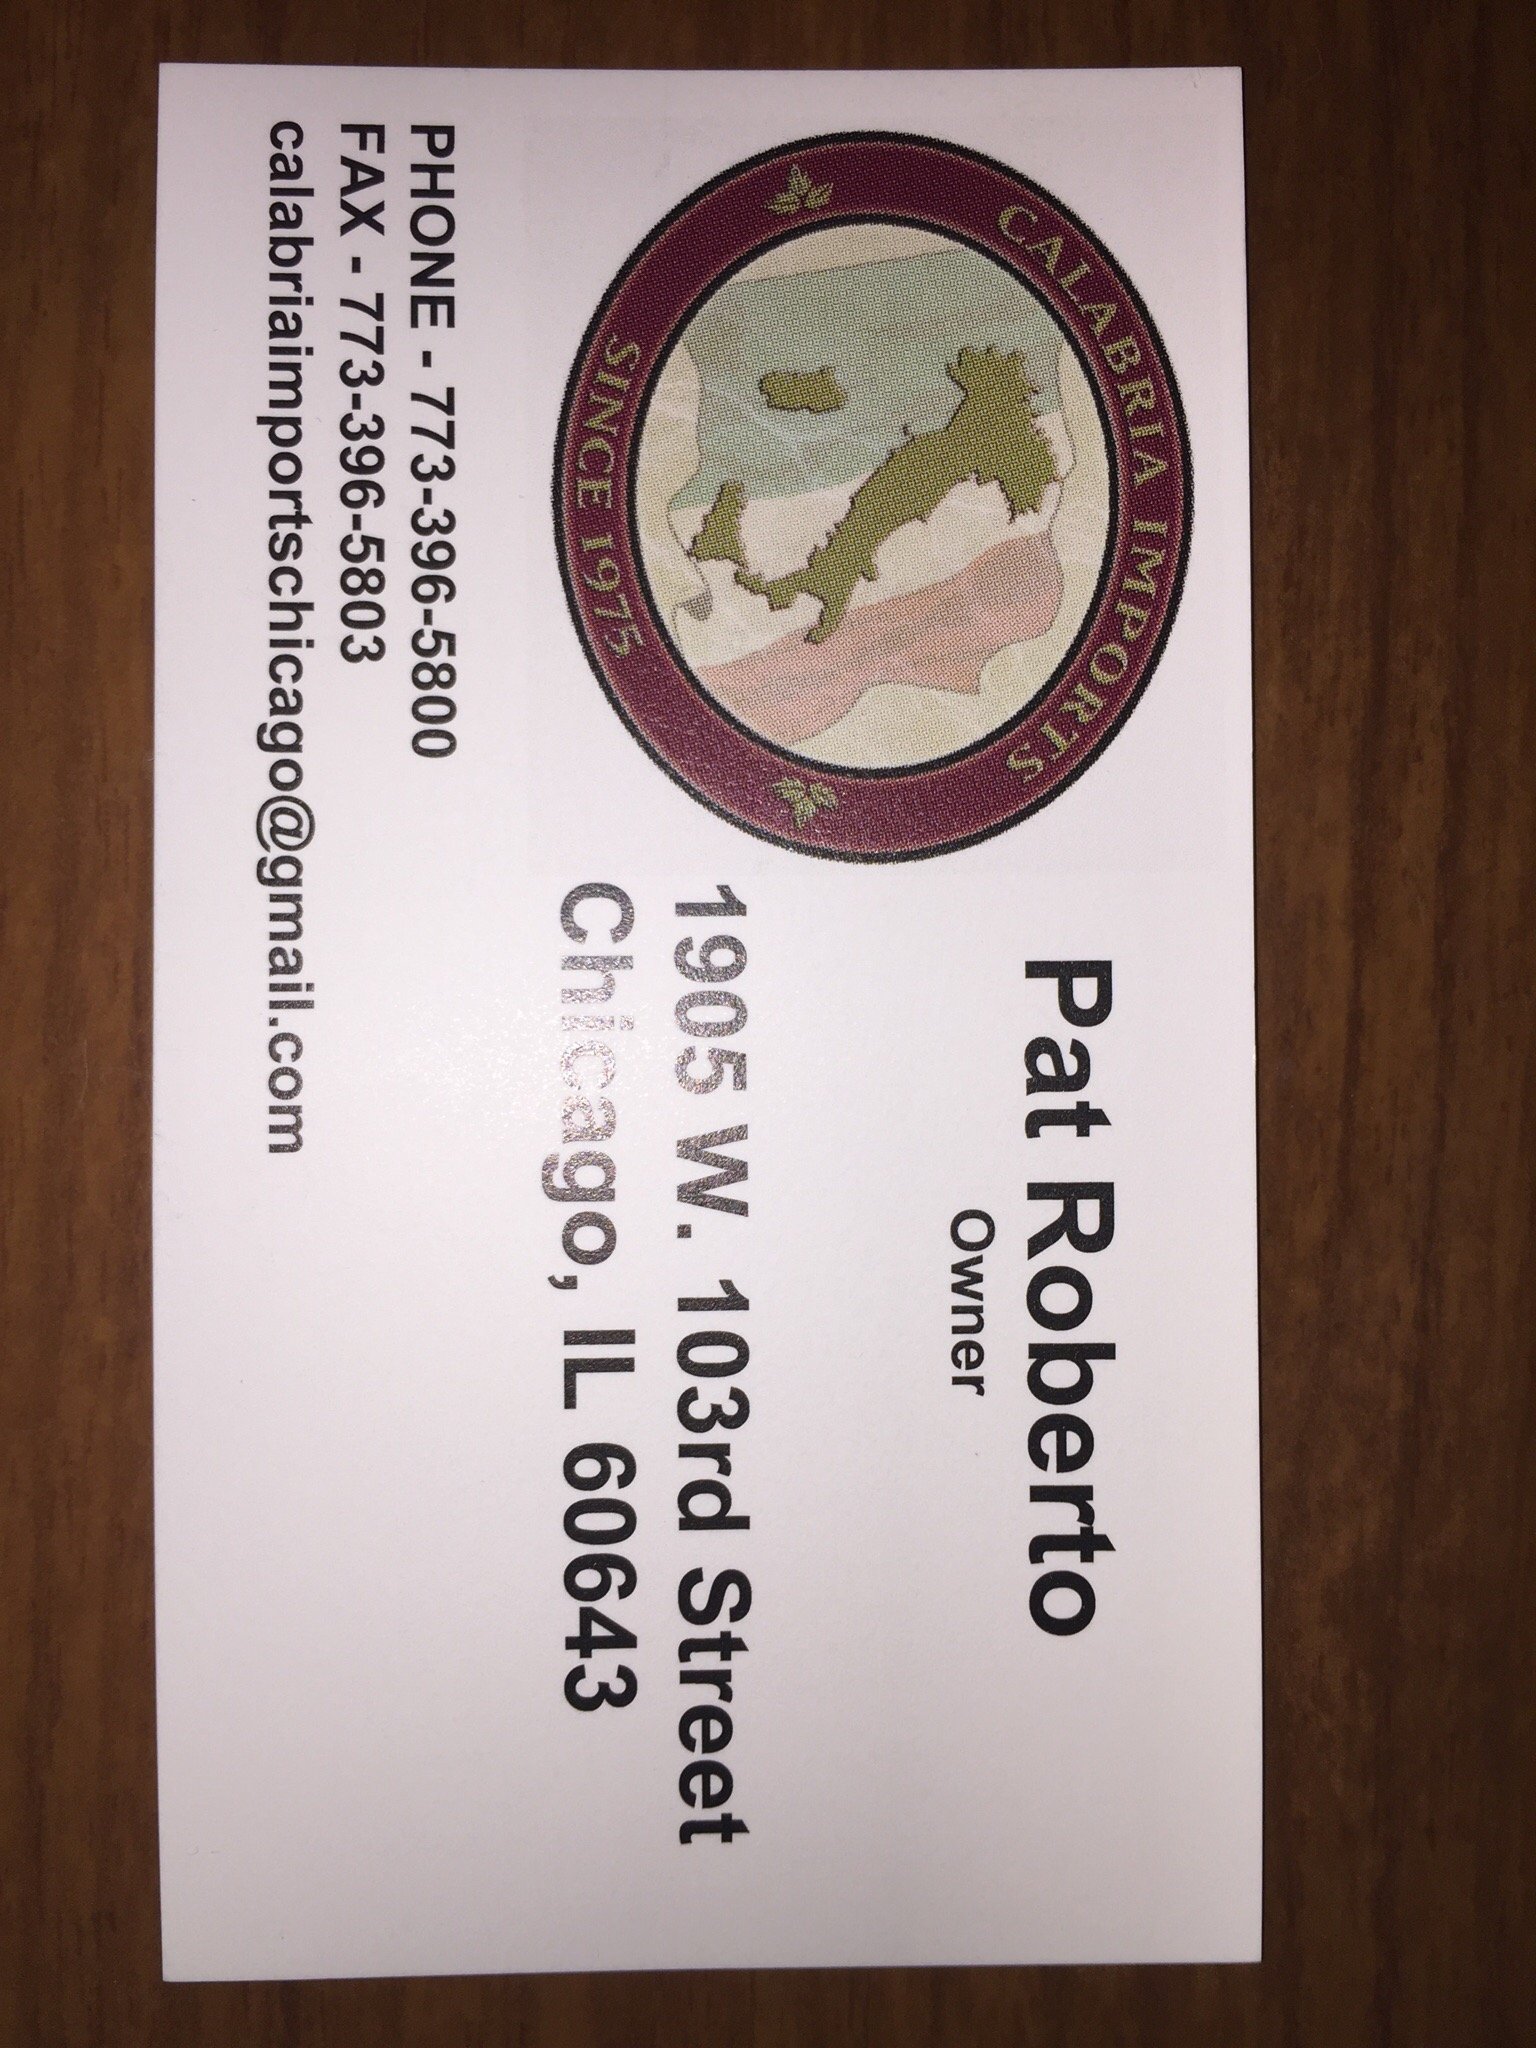 CALABRIA IMPORTS
SINCE 1975
Pat Roberto
Owner
1905 W. 103rd Street
Chicago, IL 60643
PHONE - 773-396-5800
FAX - 773-396-5803
calabriaimportschicago@gmail.com